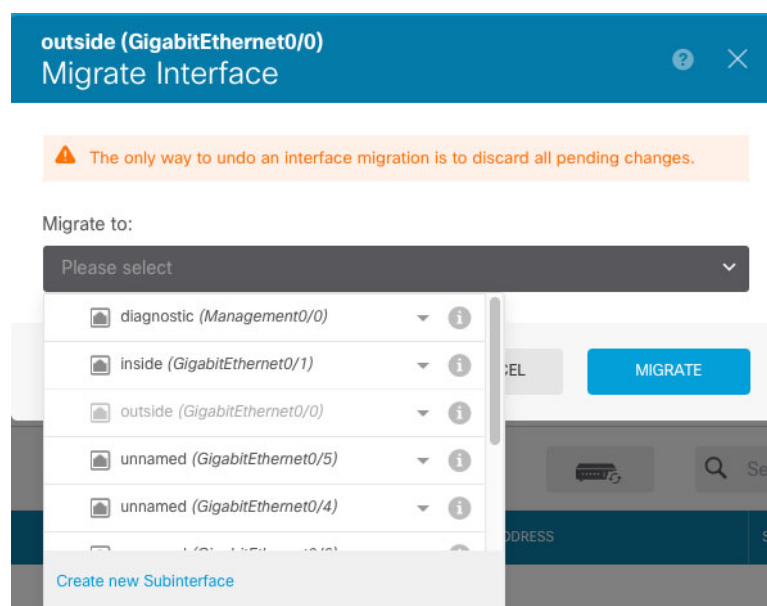 outside (GigabitEthernet0/0)
Migrate Interface
The only way to undo an interface migration is to discard all pending changes.
Migrate to:
Please select
diagnostic (Management0/0)
inside (GigabitEthernet0/1)
outside (GigabitEthernet0/0)
unnamed (GigabitEthernet0/5)
unnamed (GigabitEthernet0/4)
Create new Subinterface
MIGRATE